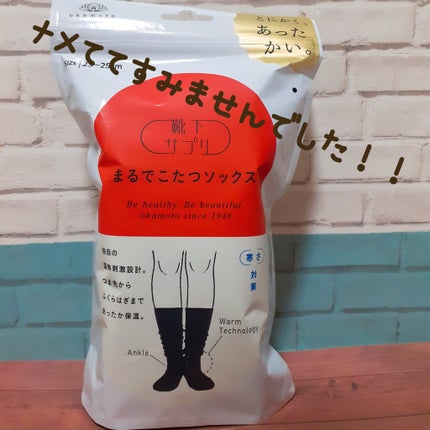 okamoto
とにかく、
あった
かい。
ナメててすみませんでした！！
靴下
サプリ
まるでこたつソックス
Be healthy. Be beautiful.
okamoto since 1948
独自の
温熱刺激設計。
つま先から
ふくらはぎまで
あったか保温。
寒さ
対策
Warm
Technology
Ankle